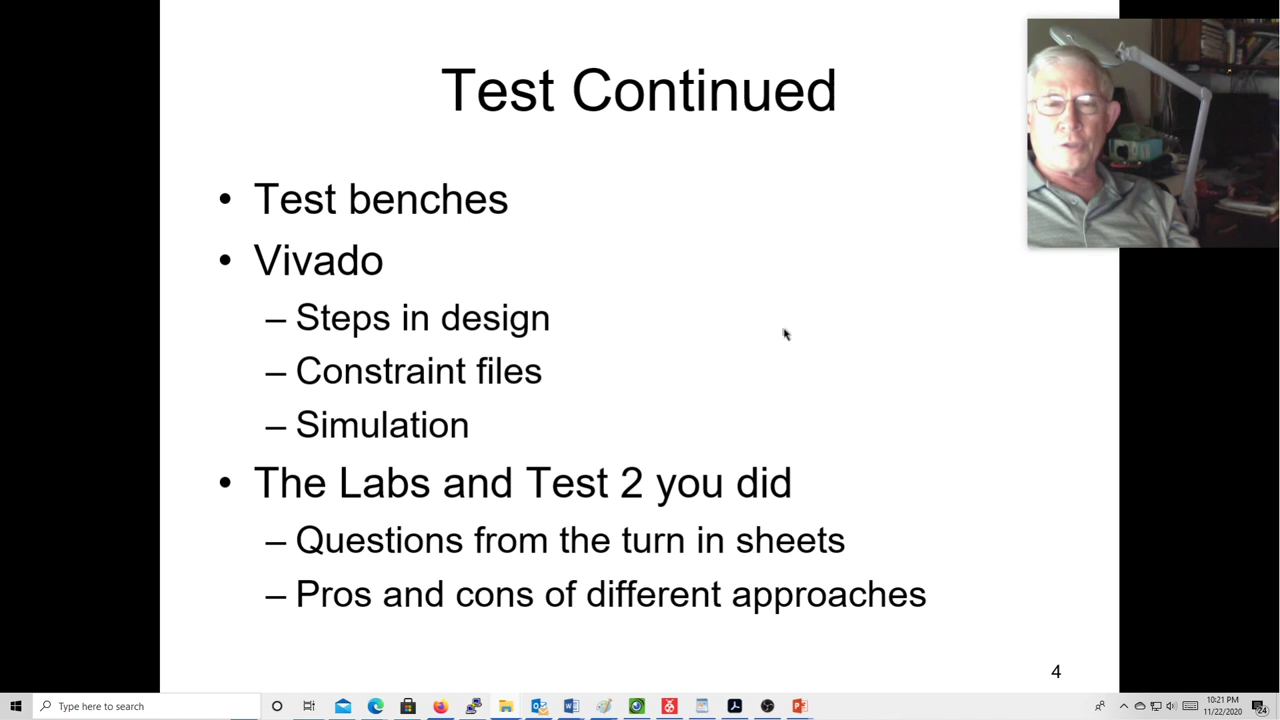 Test Continued
• Test benches
• Vivado
– Steps in design
– Constraint files
– Simulation
• The Labs and Test 2 you did
– Questions from the turn in sheets
– Pros and cons of different approaches
4
Type here to search
10:21 PM
11/22/2020
24